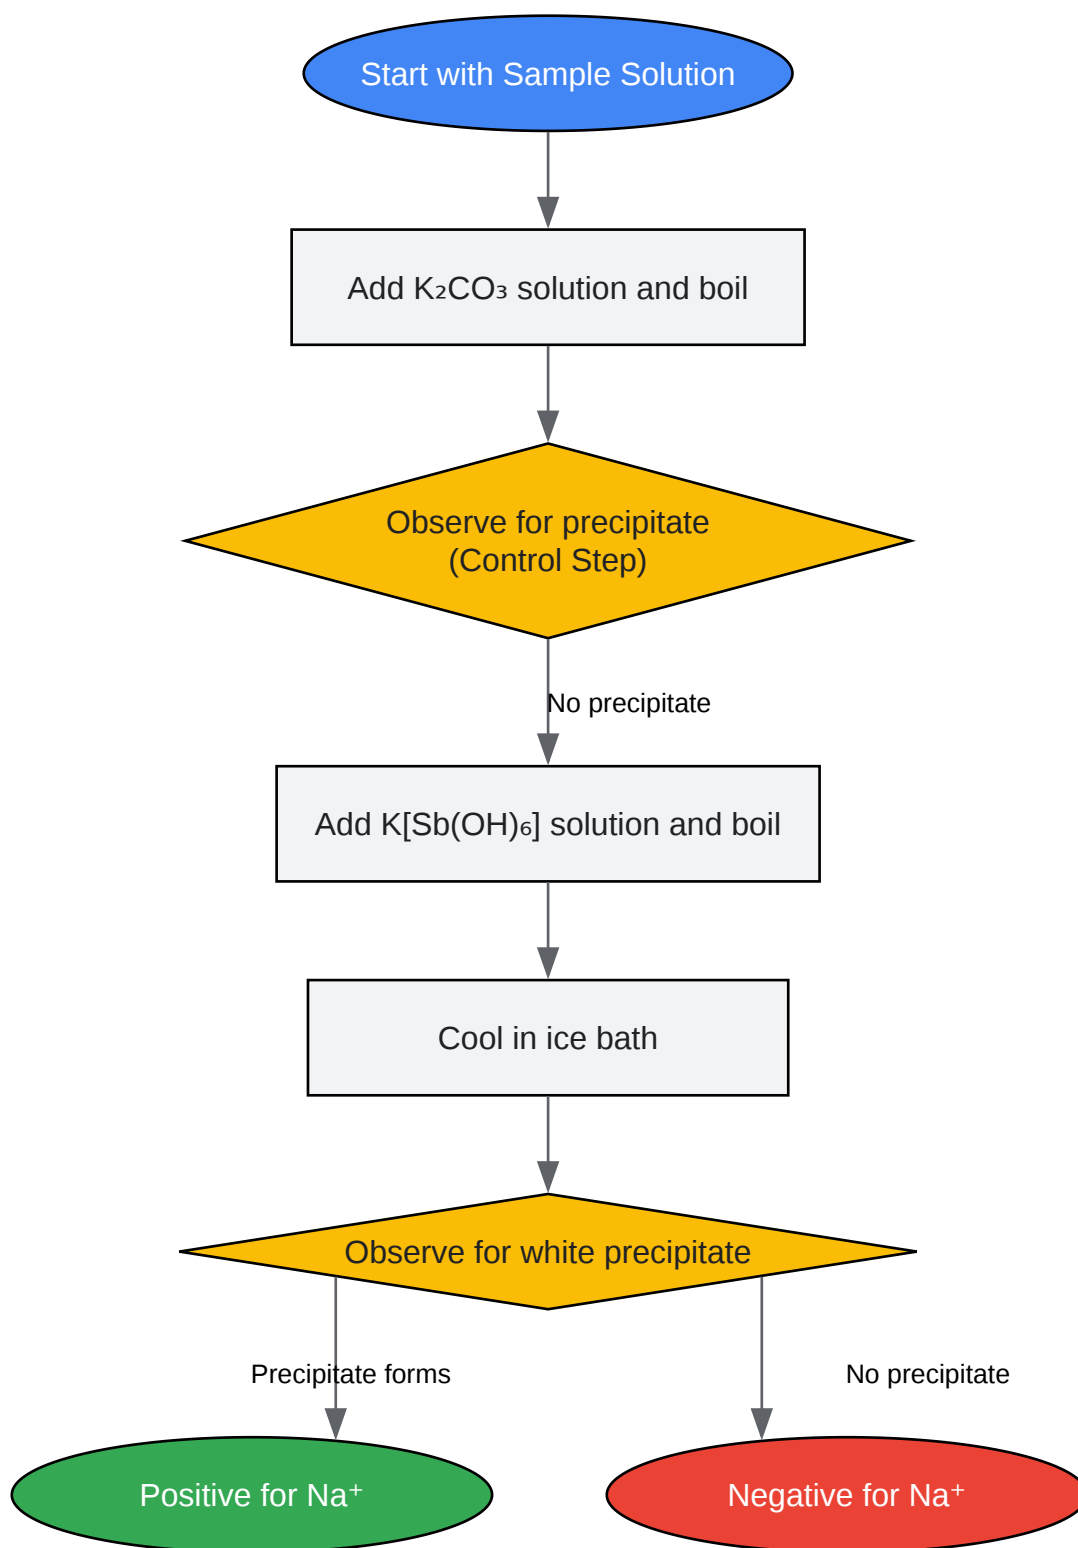 Start with Sample Solution
Add K₂CO₃ solution and boil
Observe for precipitate
(Control Step)
No precipitate
Add K[Sb(OH)₆] solution and boil
Cool in ice bath
Observe for white precipitate
Precipitate forms
No precipitate
Positive for Na⁺
Negative for Na⁺